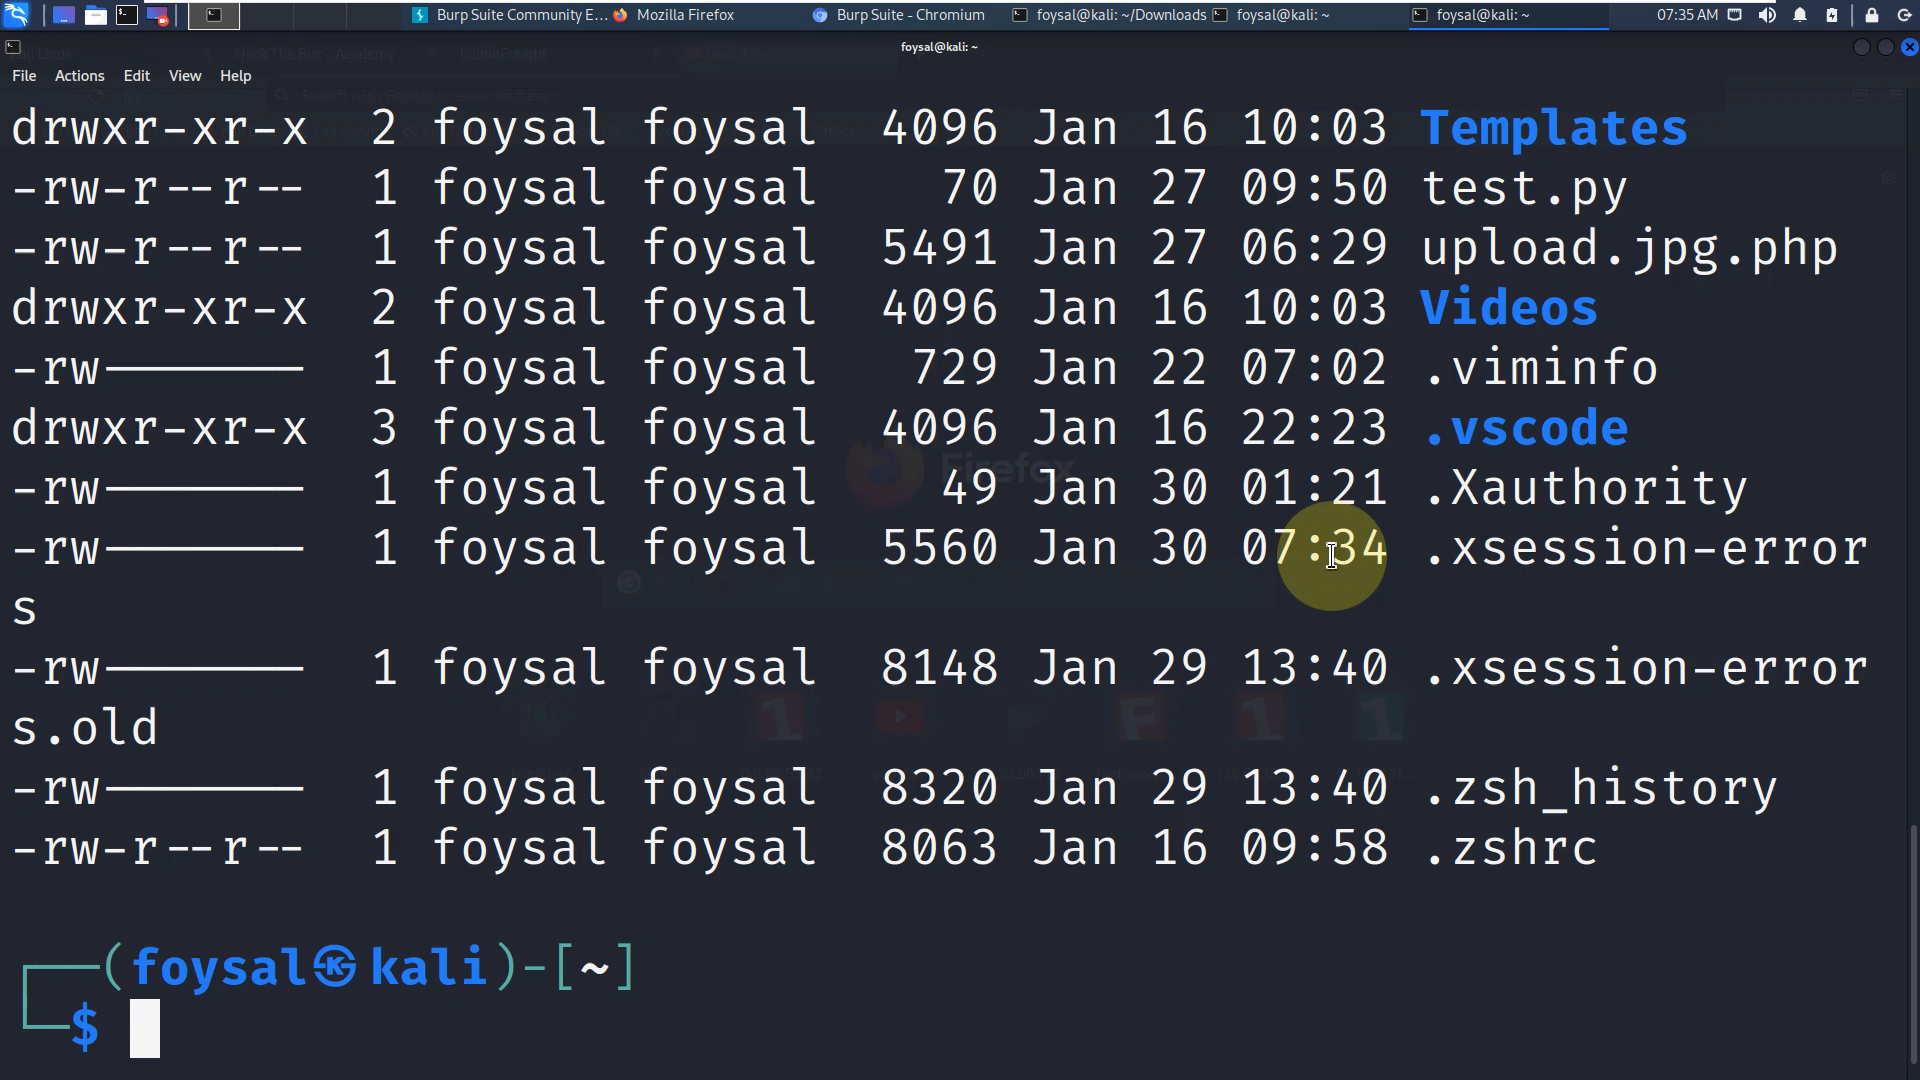 Burp Suite Community E... Mozilla Firefox Burp Suite - Chromium foysal@kali: ~/Downloads foysal@kali: ~ foysal@kali: ~ 07:35 AM
foysal@kali: ~
File Actions Edit View Help
drwxr-xr-x 2 foysal foysal 4096 Jan 16 10:03 Templates
-rw-r--r-- 1 foysal foysal 70 Jan 27 09:50 test.py
-rw-r--r-- 1 foysal foysal 5491 Jan 27 06:29 upload.jpg.php
drwxr-xr-x 2 foysal foysal 4096 Jan 16 10:03 Videos
-rw------- 1 foysal foysal 729 Jan 22 07:02 .viminfo
drwxr-xr-x 3 foysal foysal 4096 Jan 16 22:23 .vscode
-rw------- 1 foysal foysal 49 Jan 30 01:21 .Xauthority
-rw------- 1 foysal foysal 5560 Jan 30 07:34 .xsession-error
s
-rw------- 1 foysal foysal 8148 Jan 29 13:40 .xsession-error
s.old
-rw------- 1 foysal foysal 8320 Jan 29 13:40 .zsh_history
-rw-r--r-- 1 foysal foysal 8063 Jan 16 09:58 .zshrc
┌──(foysal㉿kali)-[~]
└─$